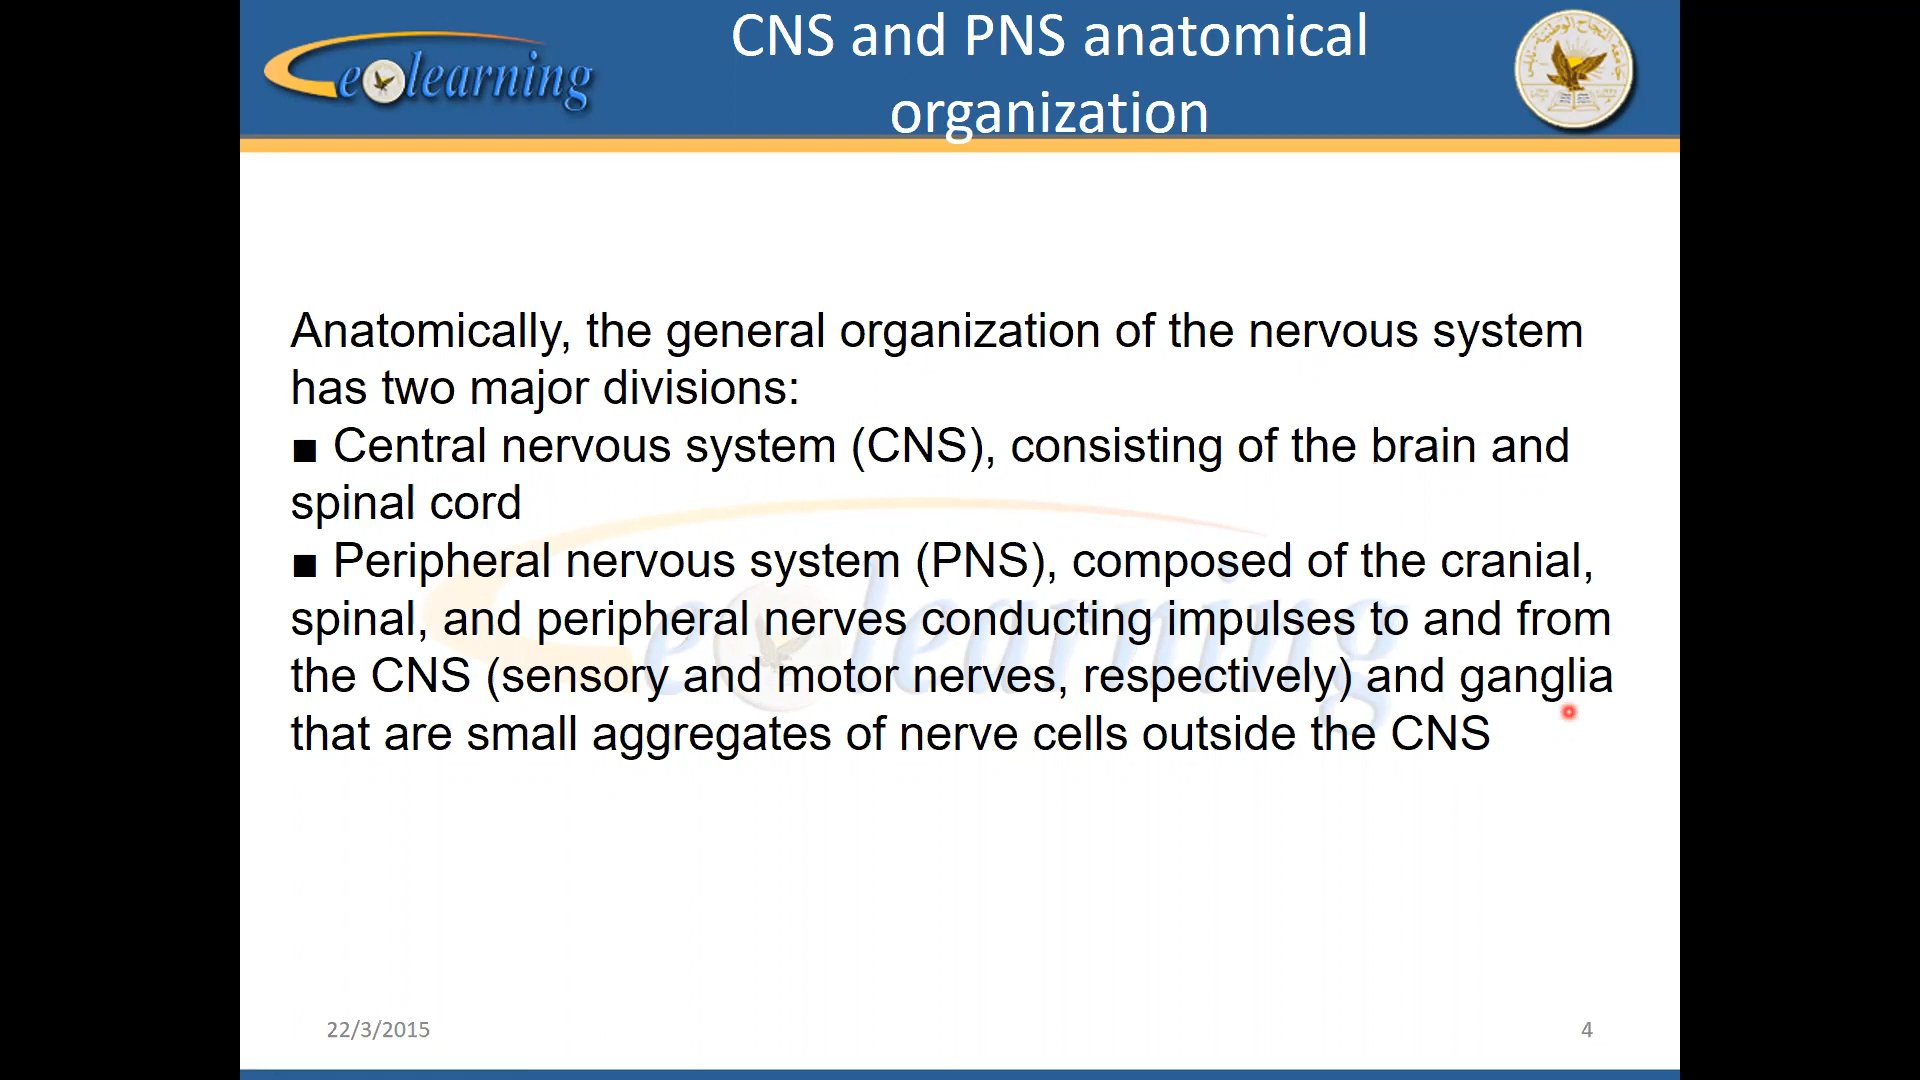 CNS and PNS anatomical
organization
elearning
Anatomically, the general organization of the nervous system
has two major divisions:
■ Central nervous system (CNS), consisting of the brain and
spinal cord
■ Peripheral nervous system (PNS), composed of the cranial,
spinal, and peripheral nerves conducting impulses to and from
the CNS (sensory and motor nerves, respectively) and ganglia
that are small aggregates of nerve cells outside the CNS
elearning
22/3/2015
4